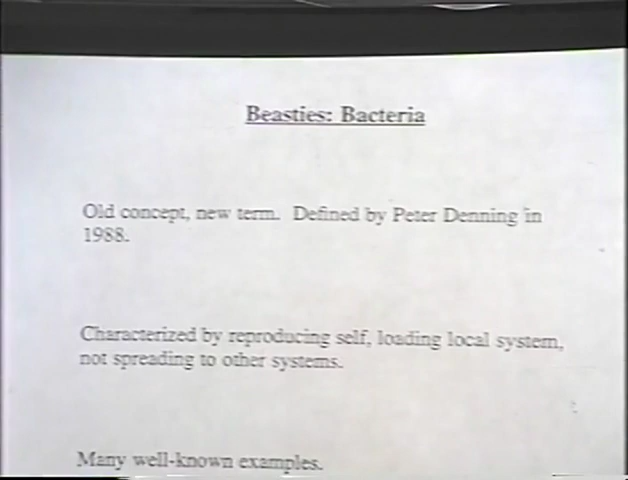 Beasties: Bacteria
Old concept, new term. Defined by Peter Denning in
1988.
Characterized by reproducing self, loading local system,
not spreading to other systems.
Many well-known examples.